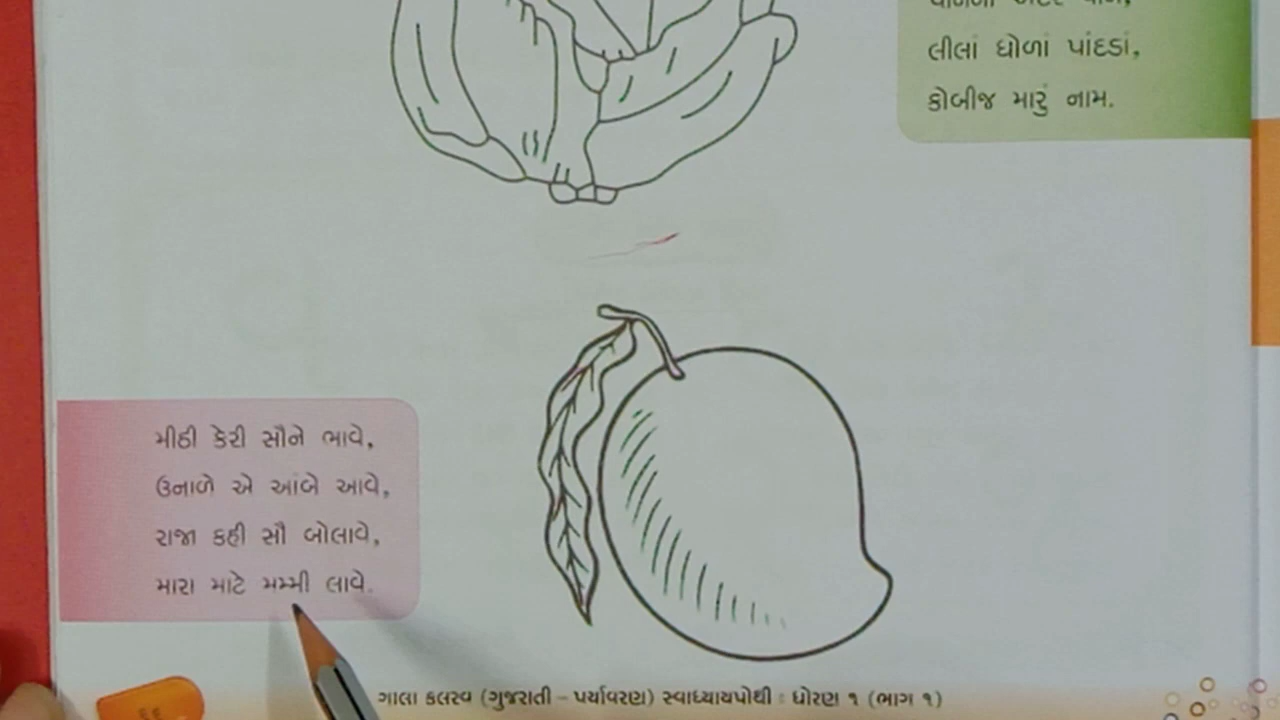 લીલાં ધોળાં પાંદડાં,
કોબીજ મારું નામ.
મીઠી કેરી સૌને ભાવે,
ઉનાળે એ આંબે આવે,
રાજા કહી સૌ બોલાવે,
મારા માટે મમ્મી લાવે.
ગાલા કલરવ (ગુજરાતી – પર્યાવરણ) સ્વાધ્યાયપોથી : ધોરણ ૧ (ભાગ ૧)